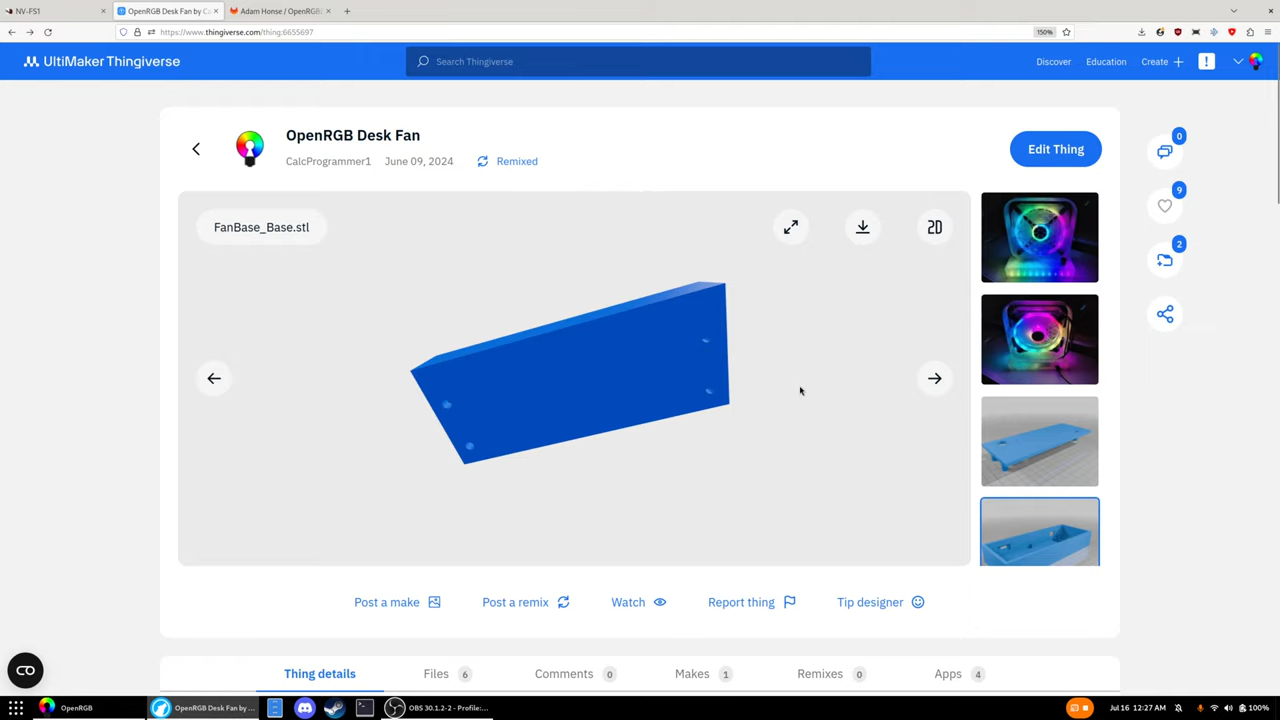 NV-FS1
OpenRGB Desk Fan by C
Adam Honse / OpenRGB
https://www.thingiverse.com/thing:6655697
150%
UltiMaker Thingiverse
Search Thingiverse
Discover
Education
Create
OpenRGB Desk Fan
CalcProgrammer1
June 09, 2024
Remixed
Edit Thing
0
9
2
FanBase_Base.stl
2D
Post a make
Post a remix
Watch
Report thing
Tip designer
Thing details
Files 6
Comments 0
Makes 1
Remixes 0
Apps 4
OpenRGB
OpenRGB Desk Fan by ...
OBS 30.1.2-2 - Profile:...
Jul 16 12:27 AM
100%